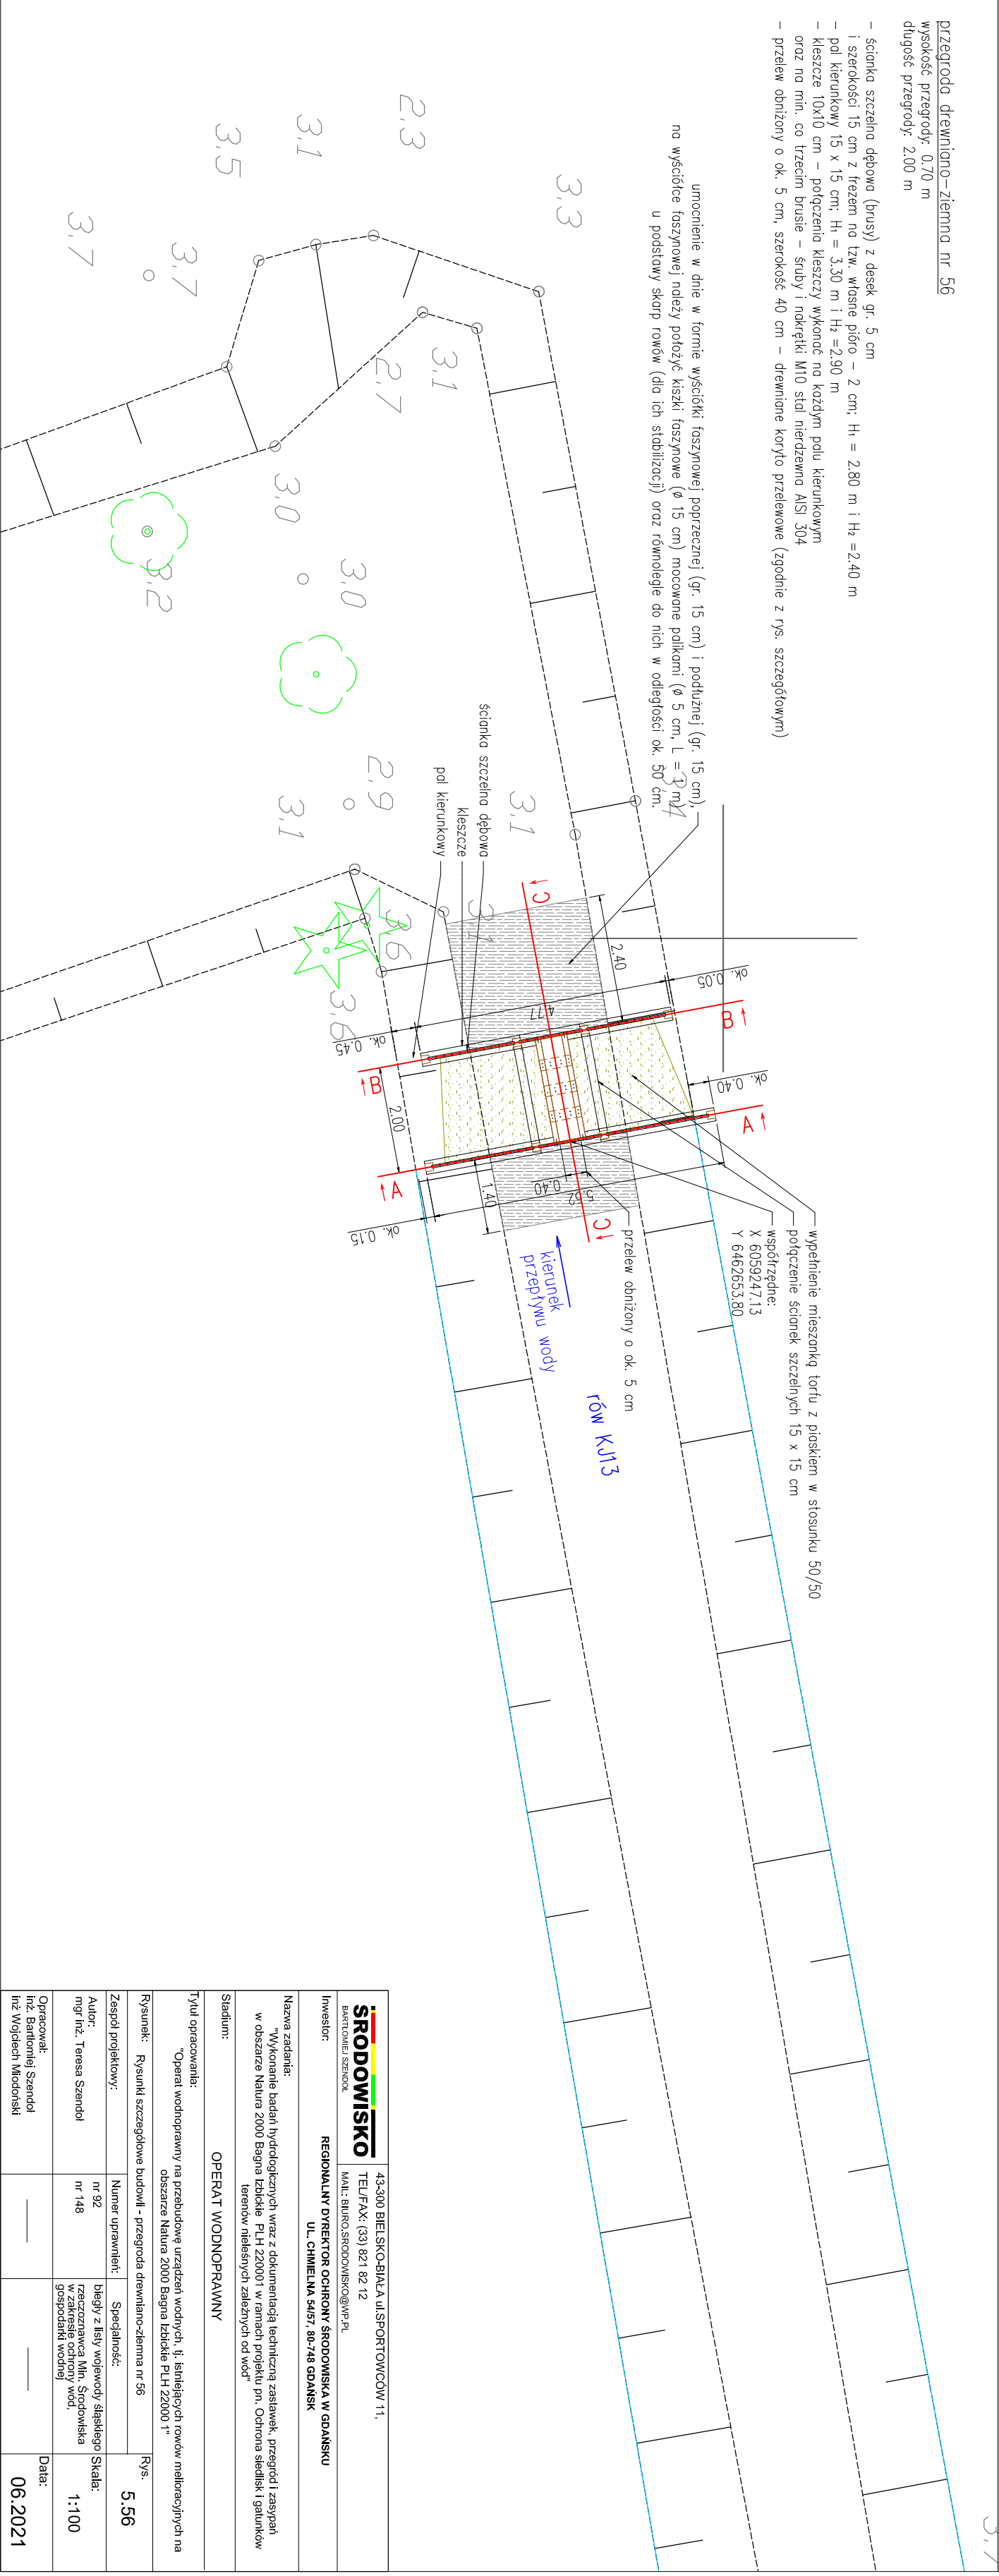 przegroda drewniano-ziemna nr 56
wysokość przegrody: 0.70 m
długość przegrody: 2.00 m
- ścianka szczelna dębowa (brusy) z desek gr. 5 cm
i szerokości 15 cm z frezem na tzw. własne pióro - 2 cm; H₁ = 2.80 m i H₂ =2.40 m
- pal kierunkowy 15 x 15 cm; H₁ = 3.30 m i H₂ =2.90 m
- kleszcze 10x10 cm - połączenia kleszczy wykonać na każdym palu kierunkowym
oraz na min. co trzecim brusie - śruby i nakrętki M10 stal nierdzewna AISI 304
- przelew obniżony o ok. 5 cm, szerokość 40 cm - drewniane koryto przelewowe (zgodnie z rys. szczegółowym)
umocnienie w dnie w formie wyściółki faszynowej poprzecznej (gr. 15 cm) i podłużnej (gr. 15 cm),
na wyściółce faszynowej należy położyć kiszki faszynowe (ø 15 cm) mocowane palikami (ø 5 cm, L = 1 m)
u podstawy skarp rowów (dla ich stabilizacji) oraz równolegle do nich w odległości ok. 50 cm.
ścianka szczelna dębowa
kleszcze
pal kierunkowy
wypełnienie mieszanką torfu z piaskiem w stosunku 50/50
połączenie ścianek szczelnych 15 x 15 cm
współrzędne:
X 6059247.13
Y 6462653.80
przelew obniżony o ok. 5 cm
kierunek
przepływu wody
rów KJ13
2.40
ok. 0.05
4.77
ok. 0.45
2.00
ok. 0.40
5.52
0.40
1.40
ok. 0.15
B
B
A
A
C
C
3,3
2,3
3,1
3,5
3,7
3,7
3,1
2,7
3,0
3,0
3,2
2,9
3,1
3,1
3,4
3,1
3,6
3,6
3,7
ŚRODOWISKO
BARTŁOMIEJ SZENDOŁ
43-300 BIELSKO-BIAŁA ul.SPORTOWCÓW 11,
TEL/FAX: (33) 821 82 12
MAIL: BIURO.SRODOWISKO@WP.PL
Inwestor:
REGIONALNY DYREKTOR OCHRONY ŚRODOWISKA W GDAŃSKU
UL. CHMIELNA 54/57, 80-748 GDAŃSK
Nazwa zadania:
"Wykonanie badań hydrologicznych wraz z dokumentacją techniczną zastawek, przegród i zasypań
w obszarze Natura 2000 Bagna Izbickie PLH 220001 w ramach projektu pn. Ochrona siedlisk i gatunków
terenów nieleśnych zależnych od wód"
Stadium:
OPERAT WODNOPRAWNY
Tytuł opracowania:
"Operat wodnoprawny na przebudowę urządzeń wodnych, tj. istniejących rowów melioracyjnych na
obszarze Natura 2000 Bagna Izbickie PLH 22000 1"
Rysunek: Rysunki szczegółowe budowli - przegroda drewniano-ziemna nr 56
Rys.
5.56
Zespół projektowy:
Numer uprawnień:
Specjalność:
Autor:
mgr inż. Teresa Szendoł
nr 92
nr 148
biegły z listy wojewody śląskiego
rzeczoznawca Min. Środowiska
w zakresie ochrony wód,
gospodarki wodnej
Skala:
1:100
Opracował:
inż. Bartłomiej Szendoł
inż Wojciech Młodoński
Data:
06.2021